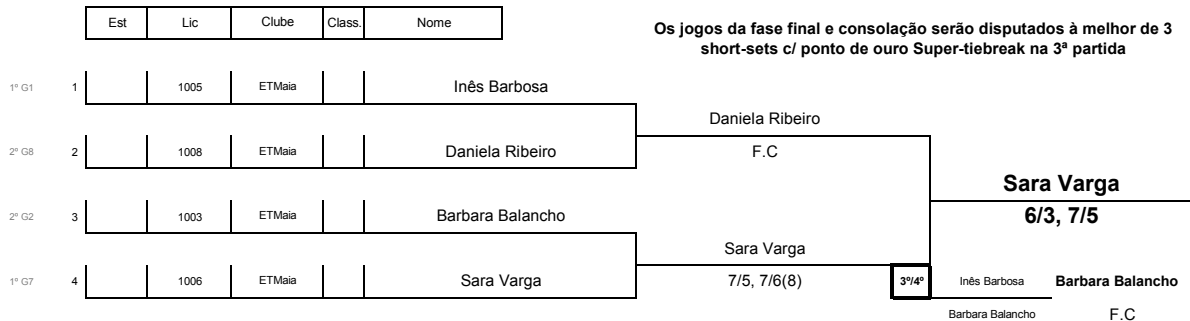 Est Lic Clube Class. Nome
Os jogos da fase final e consolação serão disputados à melhor de 3
short-sets c/ ponto de ouro Super-tiebreak na 3ª partida
1º G1 1 1005 ETMaia Inês Barbosa
Daniela Ribeiro
2º G8 2 1008 ETMaia Daniela Ribeiro F.C
Sara Varga
2º G2 3 1003 ETMaia Barbara Balancho 6/3, 7/5
Sara Varga
1º G7 4 1006 ETMaia Sara Varga 7/5, 7/6(8) 3º/4º Inês Barbosa Barbara Balancho
Barbara Balancho F.C